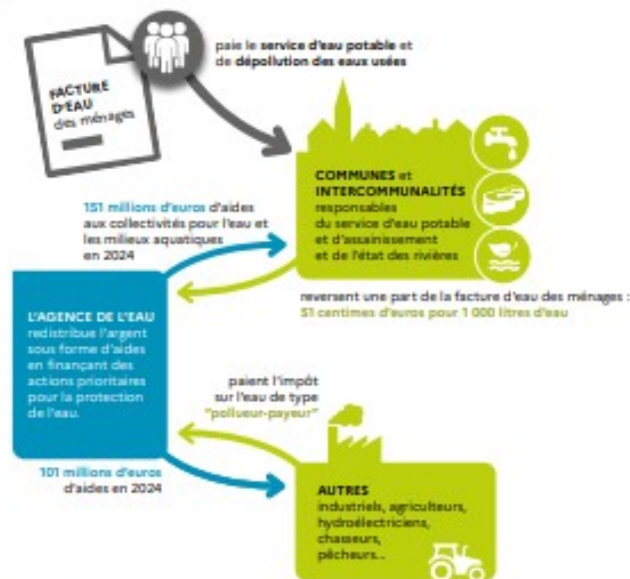 paie le service d'eau potable et
de dépollution des eaux usées
FACTURE
D'EAU
des ménages
COMMUNES et
INTERCOMMUNALITÉS
responsables
du service d'eau potable
et d'assainissement
et de l'état des rivières
151 millions d'euros d'aides
aux collectivités pour l'eau et
les milieux aquatiques
en 2024
reversent une part de la facture d'eau des ménages :
51 centimes d'euros pour 1 000 litres d'eau
L'AGENCE DE L'EAU
redistribue l'argent
sous forme d'aides
en finançant des
actions prioritaires
pour la protection
de l'eau.
paient l'impôt
sur l'eau de type
"pollueur-payeur"
101 millions d'euros
d'aides en 2024
AUTRES
industriels, agriculteurs,
hydroélectriciens,
chasseurs,
pêcheurs...